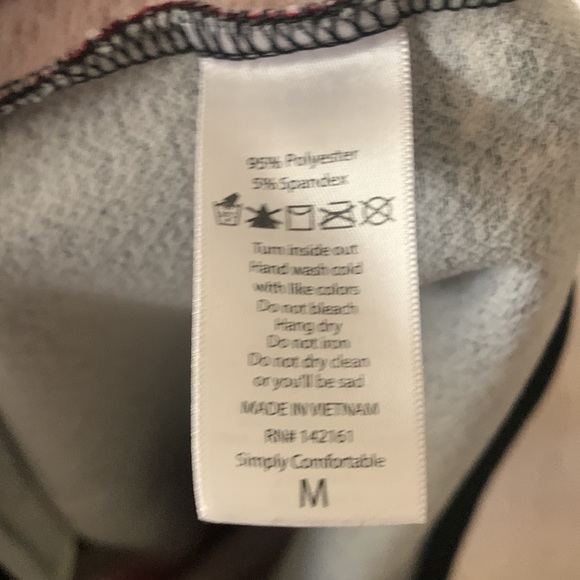 95% Polyester
5% Spandex
Turn inside out
Hand wash cold
with like colors
Do not bleach
Hang dry
Do not iron
Do not dry clean
or you'll be sad
MADE IN VIETNAM
RN# 142161
Simply Comfortable
M